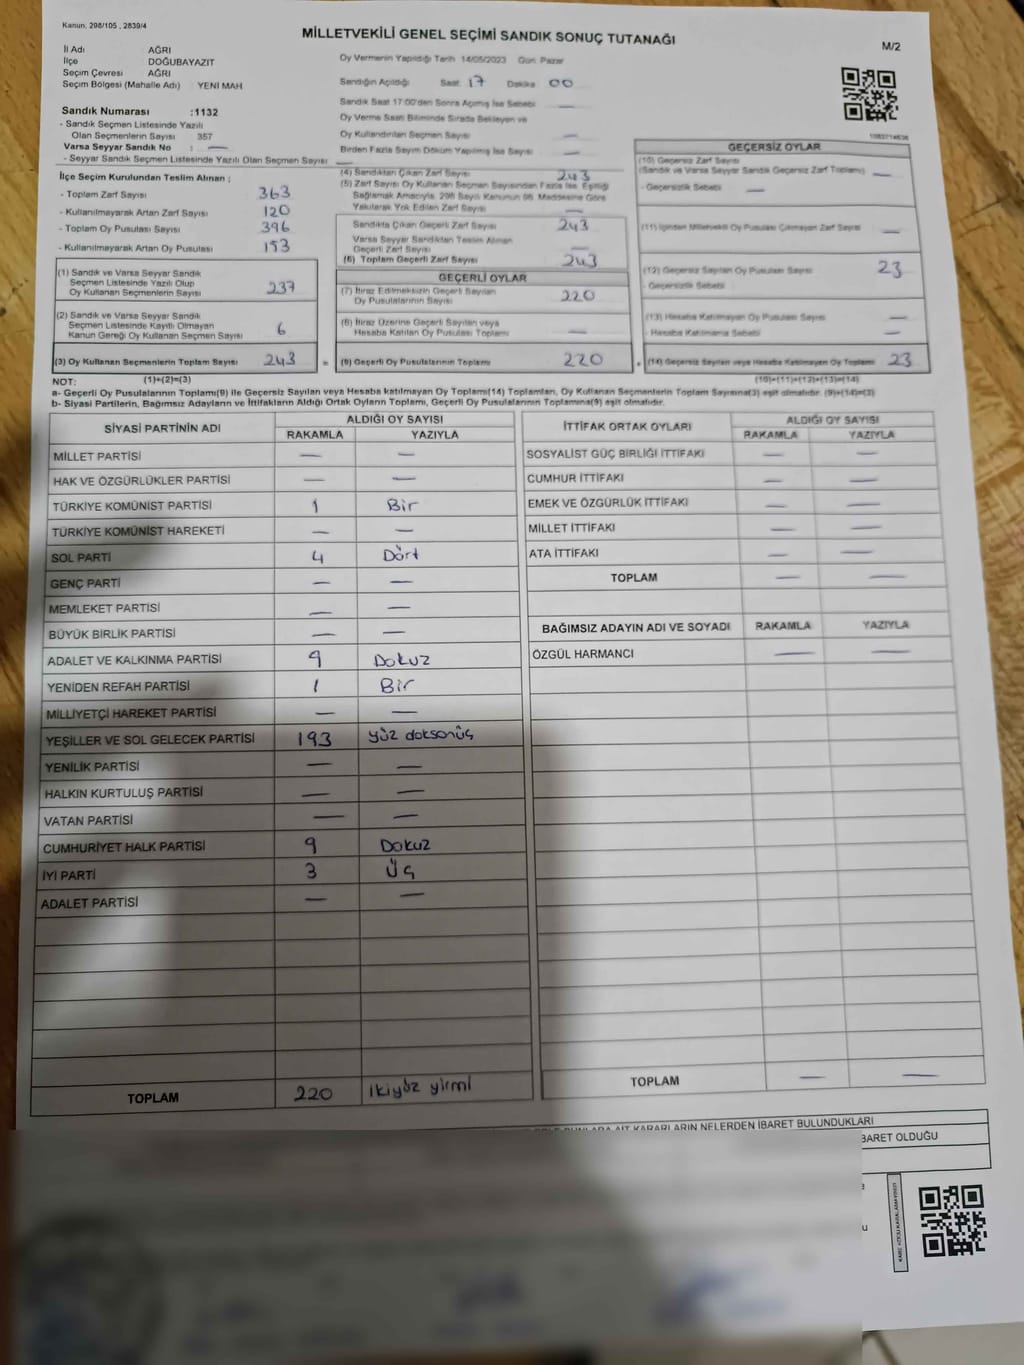 Kanun, 298/105 , 2839/4
MİLLETVEKİLİ GENEL SEÇİMİ SANDIK SONUÇ TUTANAĞI
M/2
İl Adı AĞRI
İlçe DOĞUBAYAZIT
Seçim Çevresi AĞRI
Seçim Bölgesi (Mahalle Adı) YENİ MAH
Oy Vermenin Yapıldığı Tarih 14/05/2023 Gün Pazar
Sandığın Açıldığı Saat 17 Dakika 00
Sandık Saat 17:00'den Sonra Açılmış İse Sebebi —
Oy Verme Saati Bitiminde Sırada Bekleyen ve
Oy Kullandırılan Seçmen Sayısı —
Birden Fazla Sayım Döküm Yapılmış İse Sayısı —
Sandık Numarası :1132
- Sandık Seçmen Listesinde Yazılı
Olan Seçmenlerin Sayısı 357
Varsa Seyyar Sandık No : —
- Seyyar Sandık Seçmen Listesinde Yazılı Olan Seçmen Sayısı —
İlçe Seçim Kurulundan Teslim Alınan ;
- Toplam Zarf Sayısı 363
- Kullanılmayarak Artan Zarf Sayısı 120
- Toplam Oy Pusulası Sayısı 396
- Kullanılmayarak Artan Oy Pusulası 153
(4) Sandıktan Çıkan Zarf Sayısı 243
(5) Zarf Sayısı Oy Kullanan Seçmen Sayısından Fazla İse, Eşitliği
Sağlamak Amacıyla, 298 Sayılı Kanunun 98. Maddesine Göre
Yakılarak Yok Edilen Zarf Sayısı —
Sandıkta Çıkan Geçerli Zarf Sayısı 243
Varsa Seyyar Sandıktan Teslim Alınan
Geçerli Zarf Sayısı —
(6) Toplam Geçerli Zarf Sayısı 243
GEÇERSİZ OYLAR
(10) Geçersiz Zarf Sayısı
(Sandık ve Varsa Seyyar Sandık Geçersiz Zarf Toplamı) —
- Geçersizlik Sebebi —
(11) İçinden Milletvekili Oy Pusulası Çıkmayan Zarf Sayısı —
(12) Geçersiz Sayılan Oy Pusulası Sayısı 23
- Geçersizlik Sebebi
(13) Hesaba Katılmayan Oy Pusulası Sayısı —
- Hesaba Katılmama Sebebi —
(14) Geçersiz Sayılan veya Hesaba Katılmayan Oy Toplamı 23
(1) Sandık ve Varsa Seyyar Sandık
Seçmen Listesinde Yazılı Olup
Oy Kullanan Seçmenlerin Sayısı 237
(2) Sandık ve Varsa Seyyar Sandık
Seçmen Listesinde Kayıtlı Olmayan
Kanun Gereği Oy Kullanan Seçmen Sayısı 6
(3) Oy Kullanan Seçmenlerin Toplam Sayısı 243 =
GEÇERLİ OYLAR
(7) İtiraz Edilmeksizin Geçerli Sayılan
Oy Pusulalarının Sayısı 220
(8) İtiraz Üzerine Geçerli Sayılan veya
Hesaba Katılan Oy Pusulası Toplamı —
(9) Geçerli Oy Pusulalarının Toplamı 220 +
NOT: (1)+(2)=(3) (10)+(11)+(12)+(13)=(14)
a- Geçerli Oy Pusulalarının Toplamı(9) ile Geçersiz Sayılan veya Hesaba katılmayan Oy Toplamı(14) Toplamları, Oy Kullanan Seçmenlerin Toplam Sayısına(3) eşit olmalıdır. (9)+(14)=(3)
b- Siyasi Partilerin, Bağımsız Adayların ve İttifakların Aldığı Ortak Oyların Toplamı, Geçerli Oy Pusulalarının Toplamına(9) eşit olmalıdır.
SİYASİ PARTİNİN ADI ALDIĞI OY SAYISI
RAKAMLA YAZIYLA
MİLLET PARTİSİ — —
HAK VE ÖZGÜRLÜKLER PARTİSİ — —
TÜRKİYE KOMÜNİST PARTİSİ 1 Bir
TÜRKİYE KOMÜNİST HAREKETİ — —
SOL PARTİ 4 Dört
GENÇ PARTİ — —
MEMLEKET PARTİSİ — —
BÜYÜK BİRLİK PARTİSİ — —
ADALET VE KALKINMA PARTİSİ 9 Dokuz
YENİDEN REFAH PARTİSİ 1 Bir
MİLLİYETÇİ HAREKET PARTİSİ — —
YEŞİLLER VE SOL GELECEK PARTİSİ 193 yüz doksanüç
YENİLİK PARTİSİ — —
HALKIN KURTULUŞ PARTİSİ — —
VATAN PARTİSİ — —
CUMHURİYET HALK PARTİSİ 9 Dokuz
İYİ PARTİ 3 Üç
ADALET PARTİSİ — —
TOPLAM 220 ikiyüz yirmi
İTTİFAK ORTAK OYLARI ALDIĞI OY SAYISI
RAKAMLA YAZIYLA
SOSYALİST GÜÇ BİRLİĞİ İTTİFAKI — —
CUMHUR İTTİFAKI — —
EMEK VE ÖZGÜRLÜK İTTİFAKI — —
MİLLET İTTİFAKI — —
ATA İTTİFAKI — —
TOPLAM — —
BAĞIMSIZ ADAYIN ADI VE SOYADI RAKAMLA YAZIYLA
ÖZGÜL HARMANCI — —
TOPLAM — —
KARARLARIN NELERDEN İBARET BULUNDUKLARI
BARET OLDUĞU